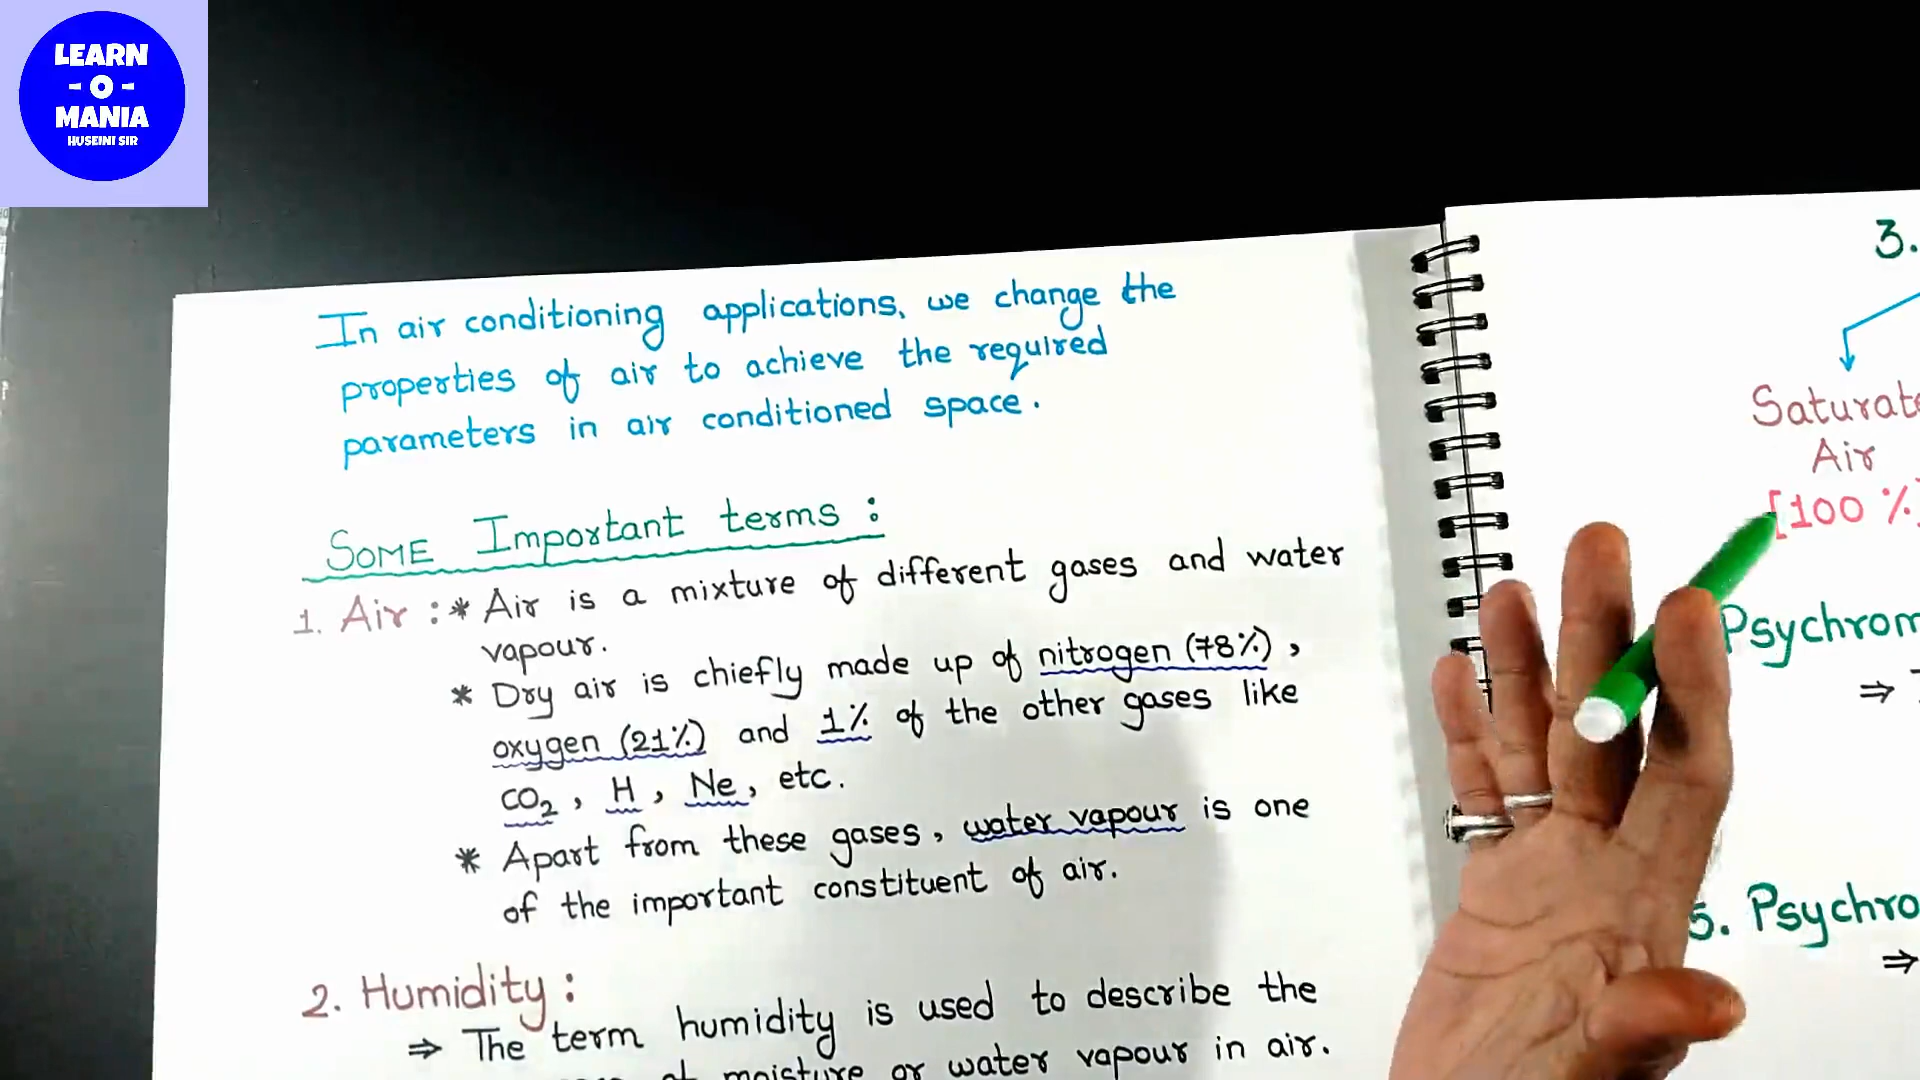 LEARN
- O -
MANIA
HUSEINI SIR
In air conditioning applications, we change the
properties of air to achieve the required
parameters in air conditioned space.
SOME Important terms :
1. Air : * Air is a mixture of different gases and water
vapour.
* Dry air is chiefly made up of nitrogen (78%),
oxygen (21%) and 1% of the other gases like
CO2, H, Ne, etc.
* Apart from these gases, water vapour is one
of the important constituent of air.
2. Humidity :
⇒ The term humidity is used to describe the
moisture or water vapour in air.
3.
Saturate
Air
[100 %]
Psychrom
⇒
5. Psychro
⇒